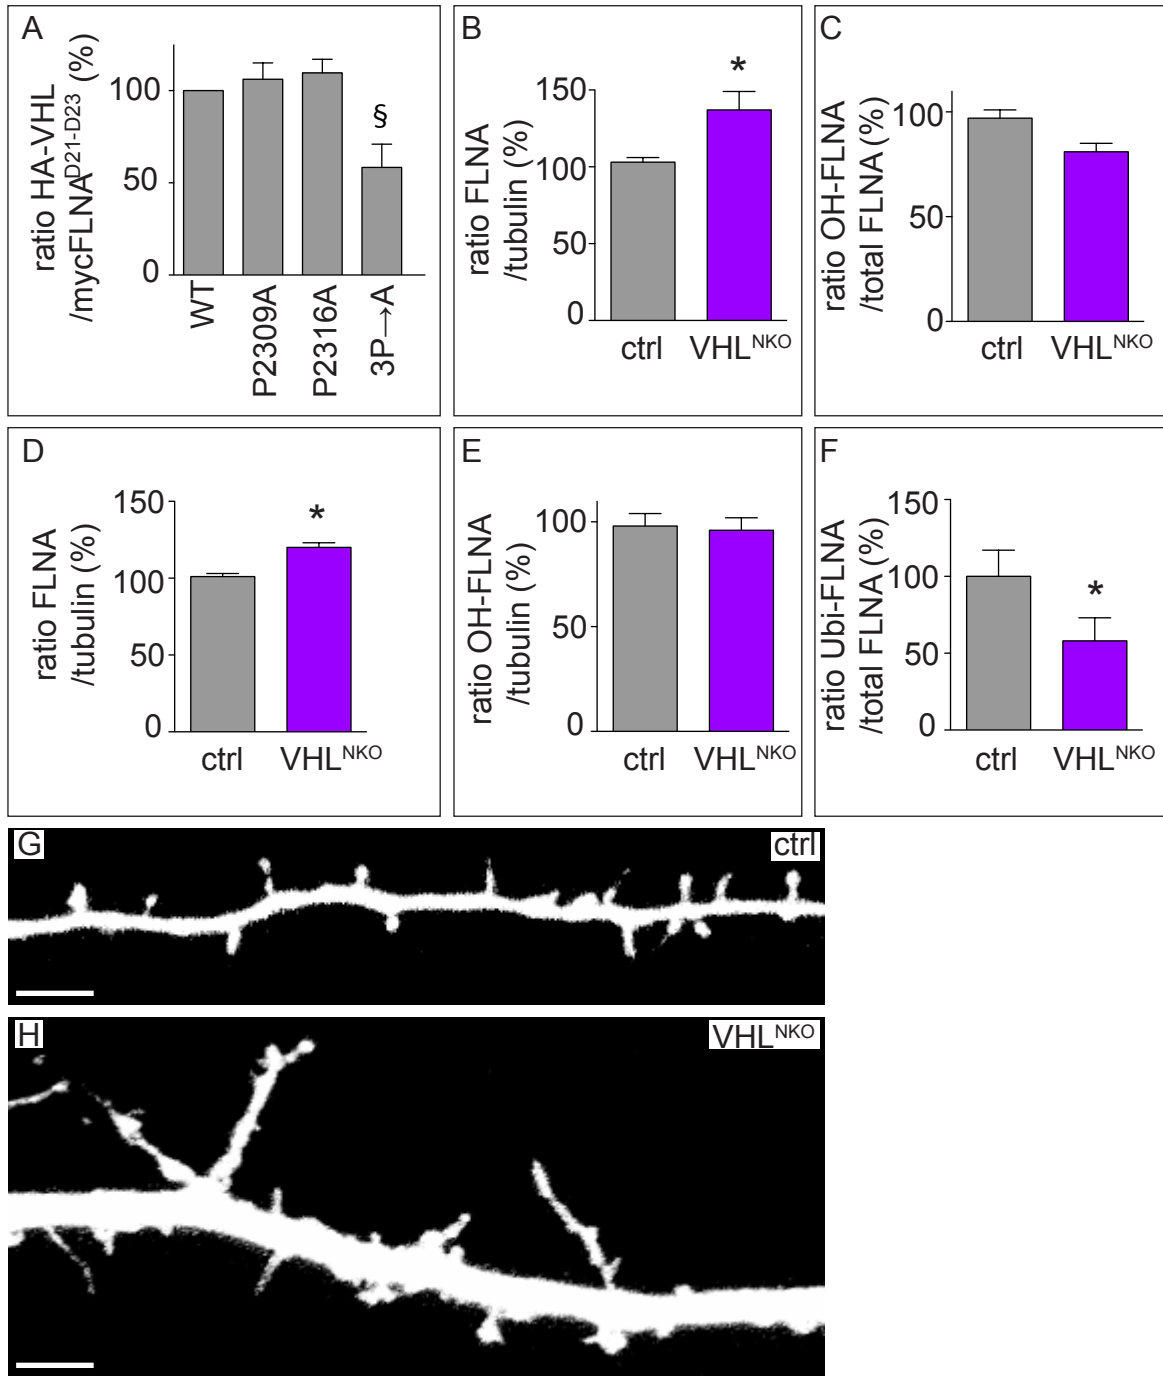 A
ratio HA-VHL
/mycFLNA^D21-D23 (%)
100
50
0
§
WT
P2309A
P2316A
3P→A
B
ratio FLNA
/tubulin (%)
150
100
50
0
*
ctrl
VHL^NKO
C
ratio OH-FLNA
/total FLNA (%)
100
50
0
ctrl
VHL^NKO
D
ratio FLNA
/tubulin (%)
150
100
50
0
*
ctrl
VHL^NKO
E
ratio OH-FLNA
/tubulin (%)
100
50
0
ctrl
VHL^NKO
F
ratio Ubi-FLNA
/total FLNA (%)
150
100
50
0
*
ctrl
VHL^NKO
G
ctrl
H
VHL^NKO